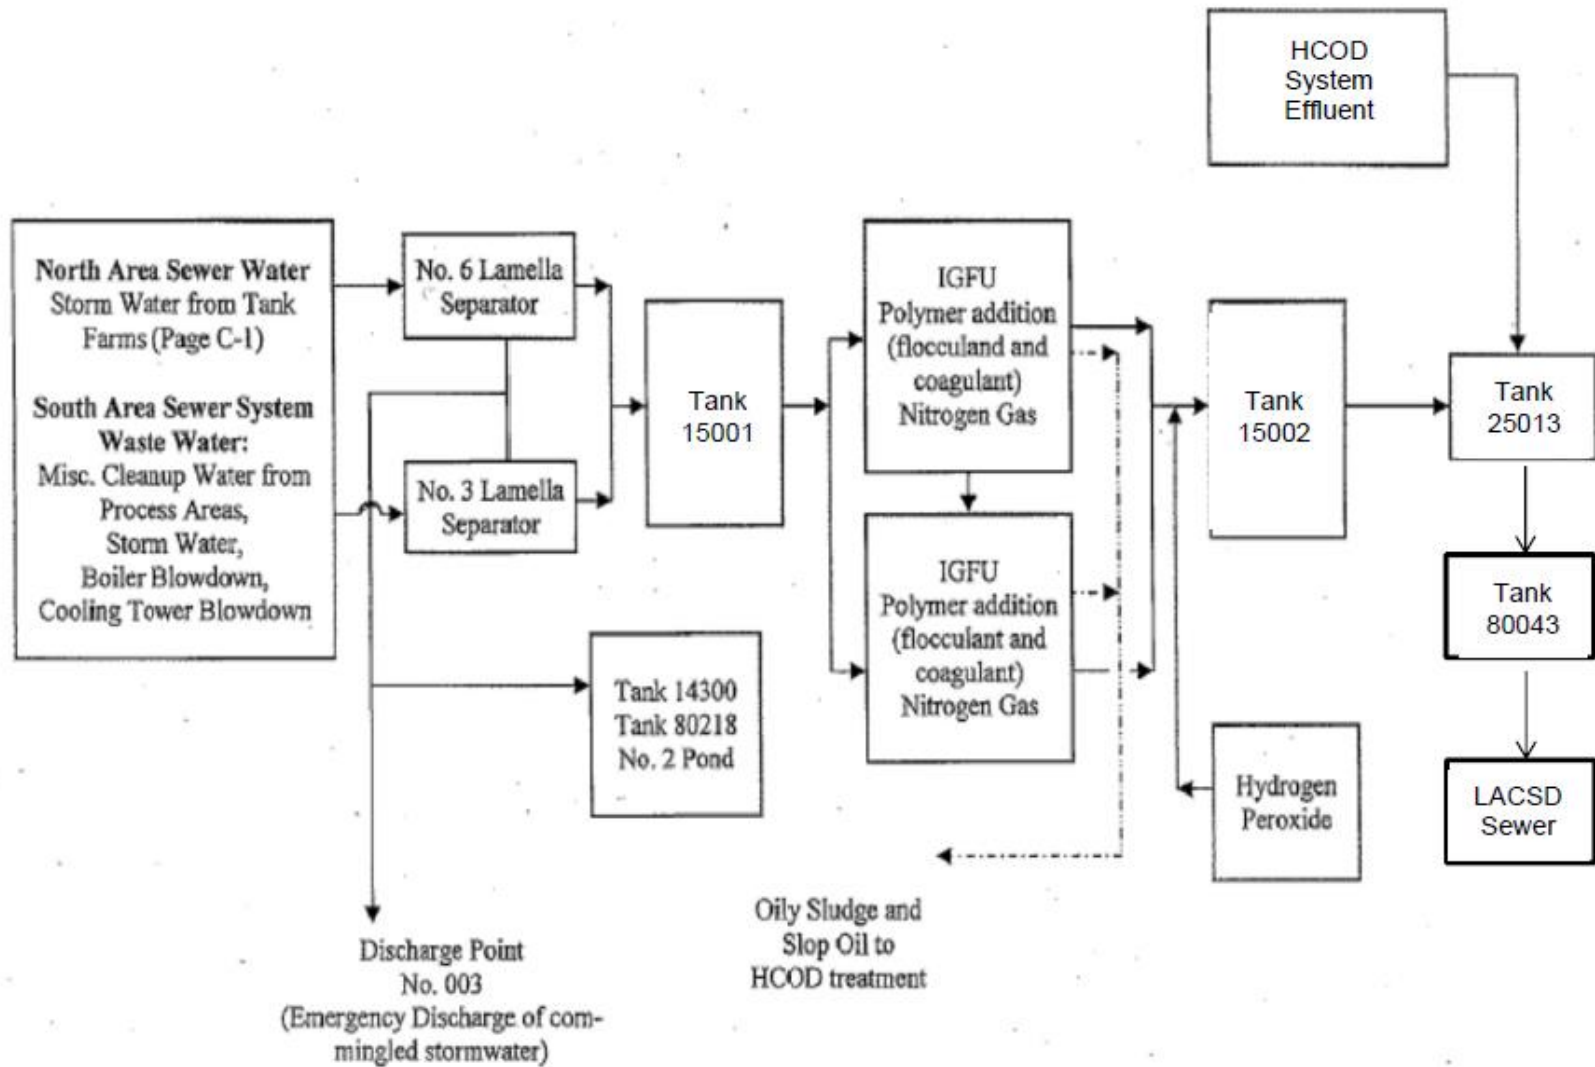 HCOD
System
Effluent
North Area Sewer Water
Storm Water from Tank
Farms (Page C-1)
South Area Sewer System
Waste Water:
Misc. Cleanup Water from
Process Areas,
Storm Water,
Boiler Blowdown,
Cooling Tower Blowdown
No. 6 Lamella
Separator
No. 3 Lamella
Separator
Tank
15001
IGFU
Polymer addition
(flocculand and
coagulant)
Nitrogen Gas
IGFU
Polymer addition
(flocculant and
coagulant)
Nitrogen Gas
Tank
15002
Tank
25013
Tank
80043
LACSD
Sewer
Tank 14300
Tank 80218
No. 2 Pond
Hydrogen
Peroxide
Oily Sludge and
Slop Oil to
HCOD treatment
Discharge Point
No. 003
(Emergency Discharge of com-
mingled stormwater)